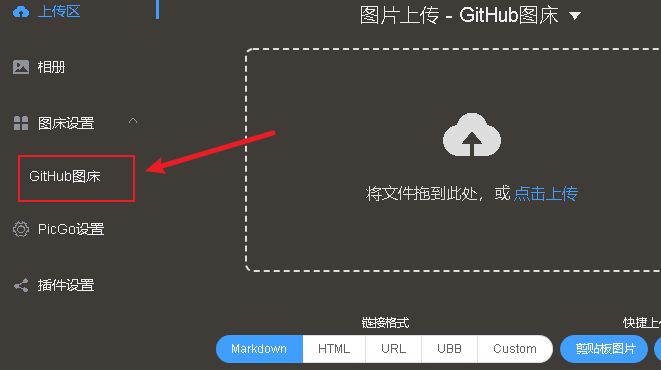 上传区
图片上传 - GitHub图床
相册
图床设置
GitHub图床
将文件拖到此处，或 点击上传
PicGo设置
插件设置
链接格式
快捷上
Markdown
HTML
URL
UBB
Custom
剪贴板图片